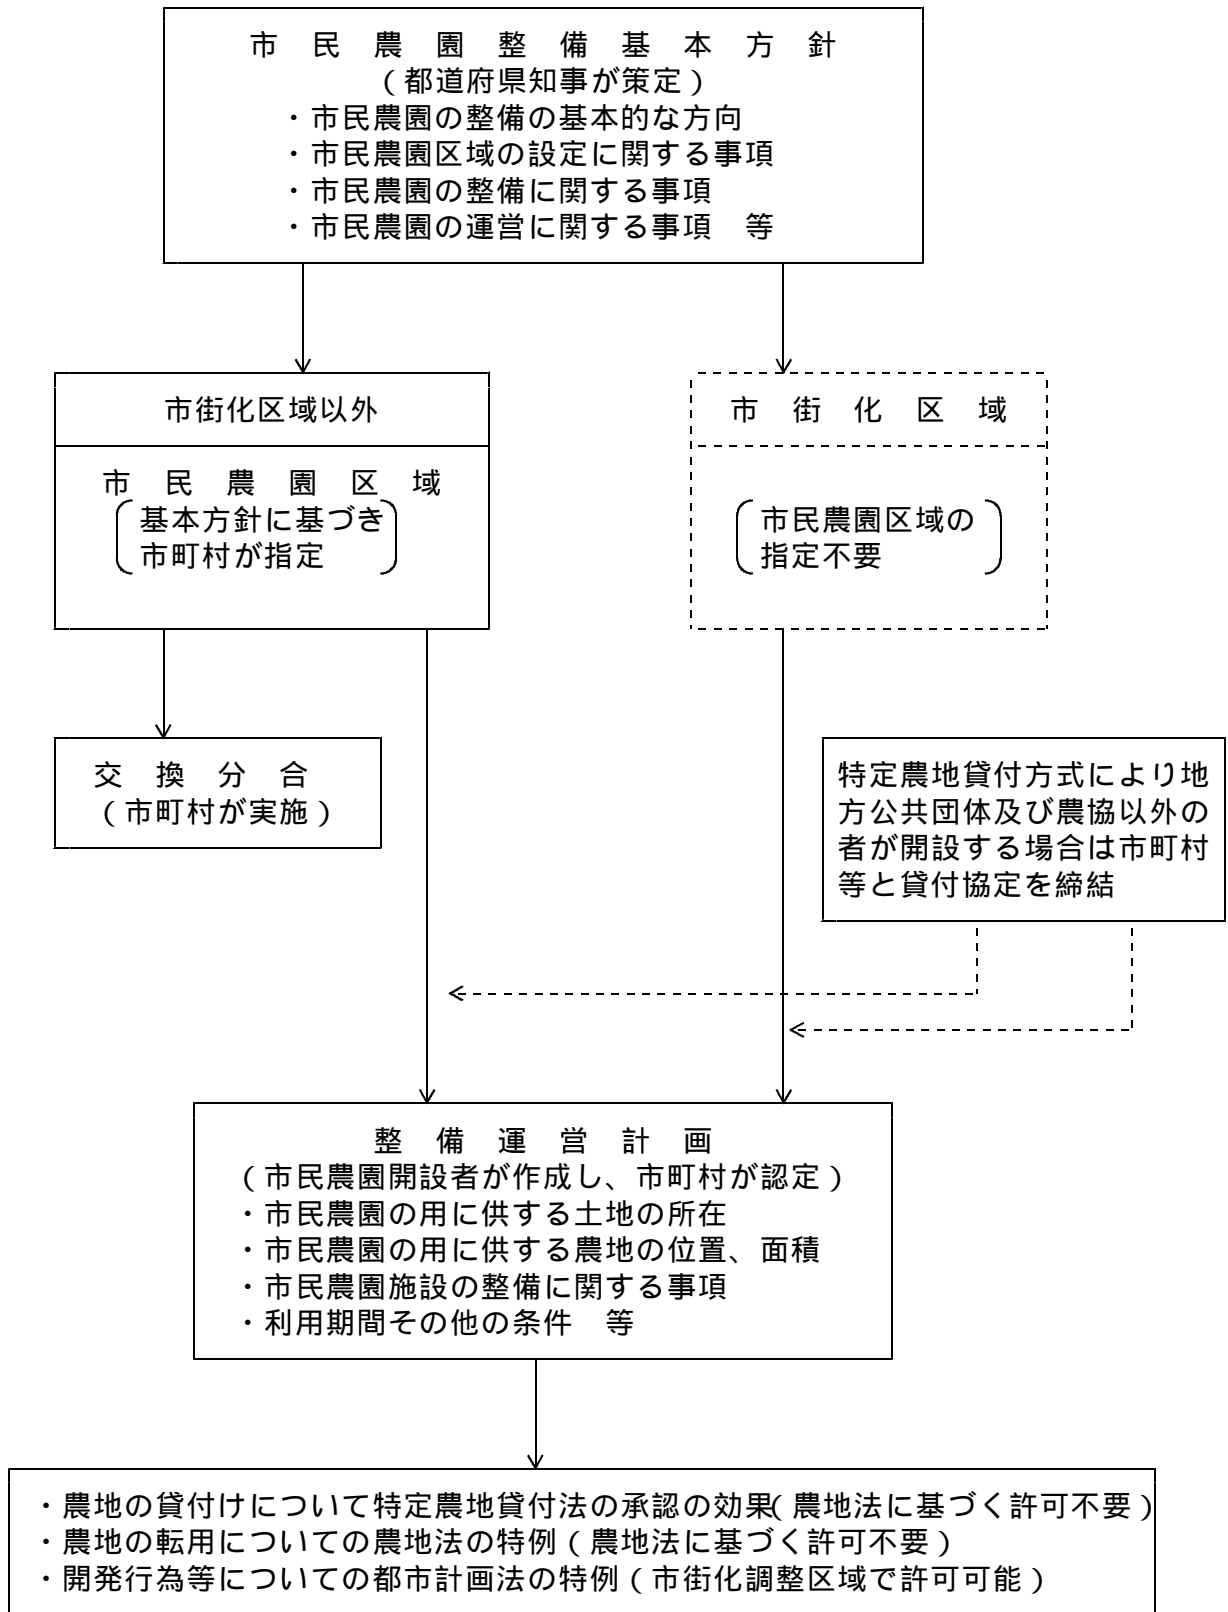 市民農園整備基本方針
（都道府県知事が策定）
・市民農園の整備の基本的な方向
・市民農園区域の設定に関する事項
・市民農園の整備に関する事項
・市民農園の運営に関する事項　等
市街化区域以外
市民農園区域
基本方針に基づき
市町村が指定
市街化区域
市民農園区域の
指定不要
交換分合
（市町村が実施）
特定農地貸付方式により地
方公共団体及び農協以外の
者が開設する場合は市町村
等と貸付協定を締結
整備運営計画
（市民農園開設者が作成し、市町村が認定）
・市民農園の用に供する土地の所在
・市民農園の用に供する農地の位置、面積
・市民農園施設の整備に関する事項
・利用期間その他の条件　等
・農地の貸付けについて特定農地貸付法の承認の効果（農地法に基づく許可不要）
・農地の転用についての農地法の特例（農地法に基づく許可不要）
・開発行為等についての都市計画法の特例（市街化調整区域で許可可能）